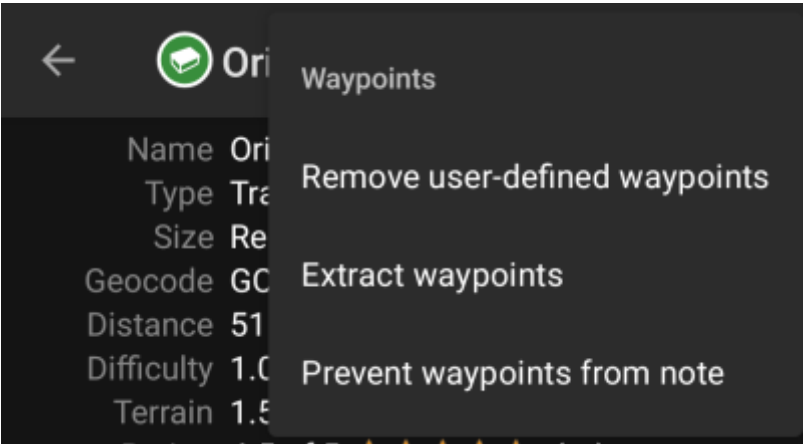 Ori
Waypoints
Name Ori
Remove user-defined waypoints
Type Tra
Size Re
Geocode GC
Extract waypoints
Distance 51
Difficulty 1.0
Prevent waypoints from note
Terrain 1.5